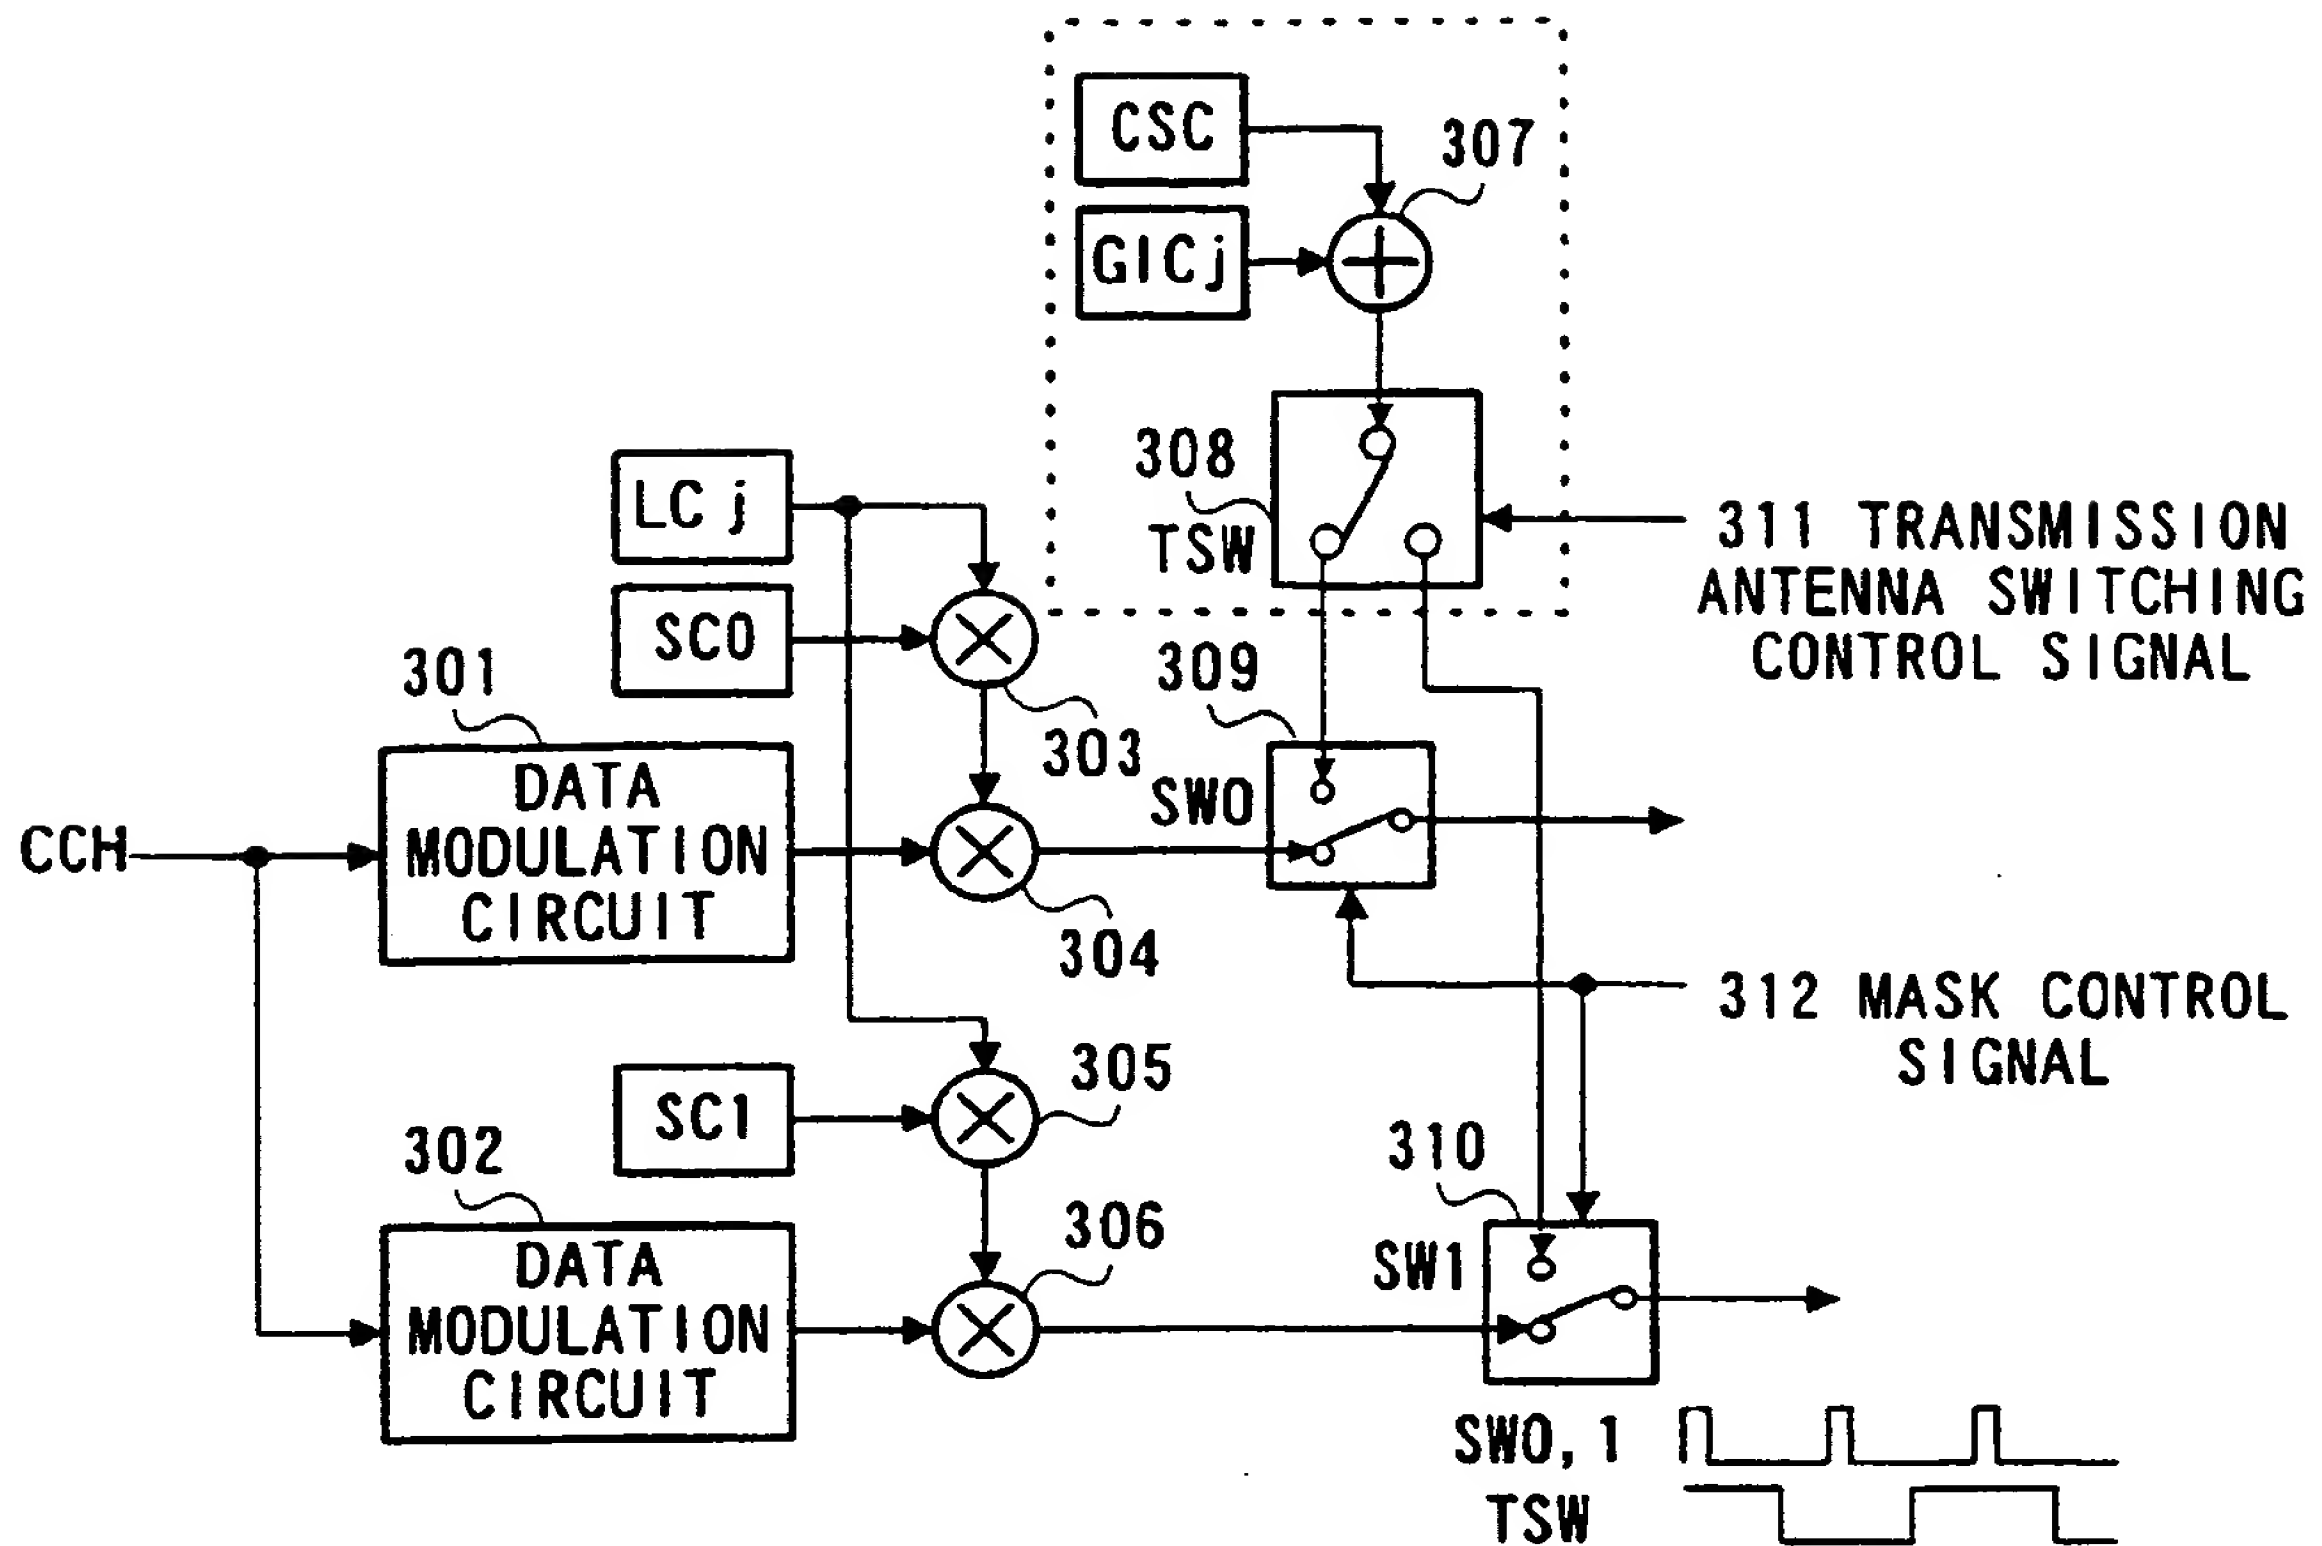 CSC
307
GICj
308
TSW
311 TRANSMISSION
ANTENNA SWITCHING
CONTROL SIGNAL
LCj
SC0
301
303
309
SW0
DATA
MODULATION
CIRCUIT
CCH
304
312 MASK CONTROL
SIGNAL
305
SC1
302
310
306
SW1
DATA
MODULATION
CIRCUIT
SW0,1
TSW